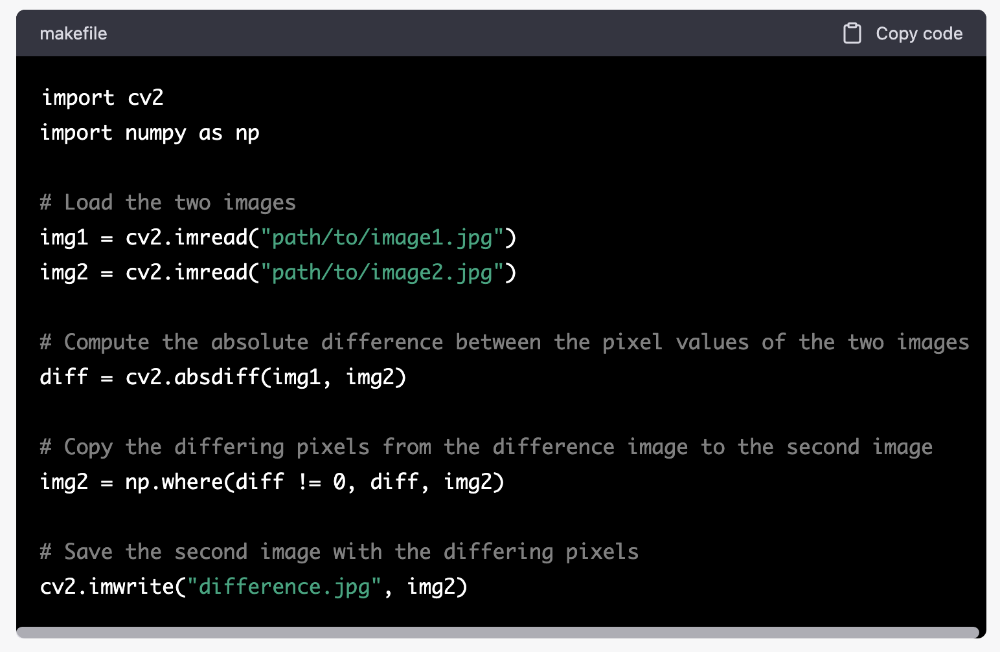 makefile
Copy code
import cv2
import numpy as np
# Load the two images
img1 = cv2.imread("path/to/image1.jpg")
img2 = cv2.imread("path/to/image2.jpg")
# Compute the absolute difference between the pixel values of the two images
diff = cv2.absdiff(img1, img2)
# Copy the differing pixels from the difference image to the second image
img2 = np.where(diff != 0, diff, img2)
# Save the second image with the differing pixels
cv2.imwrite("difference.jpg", img2)